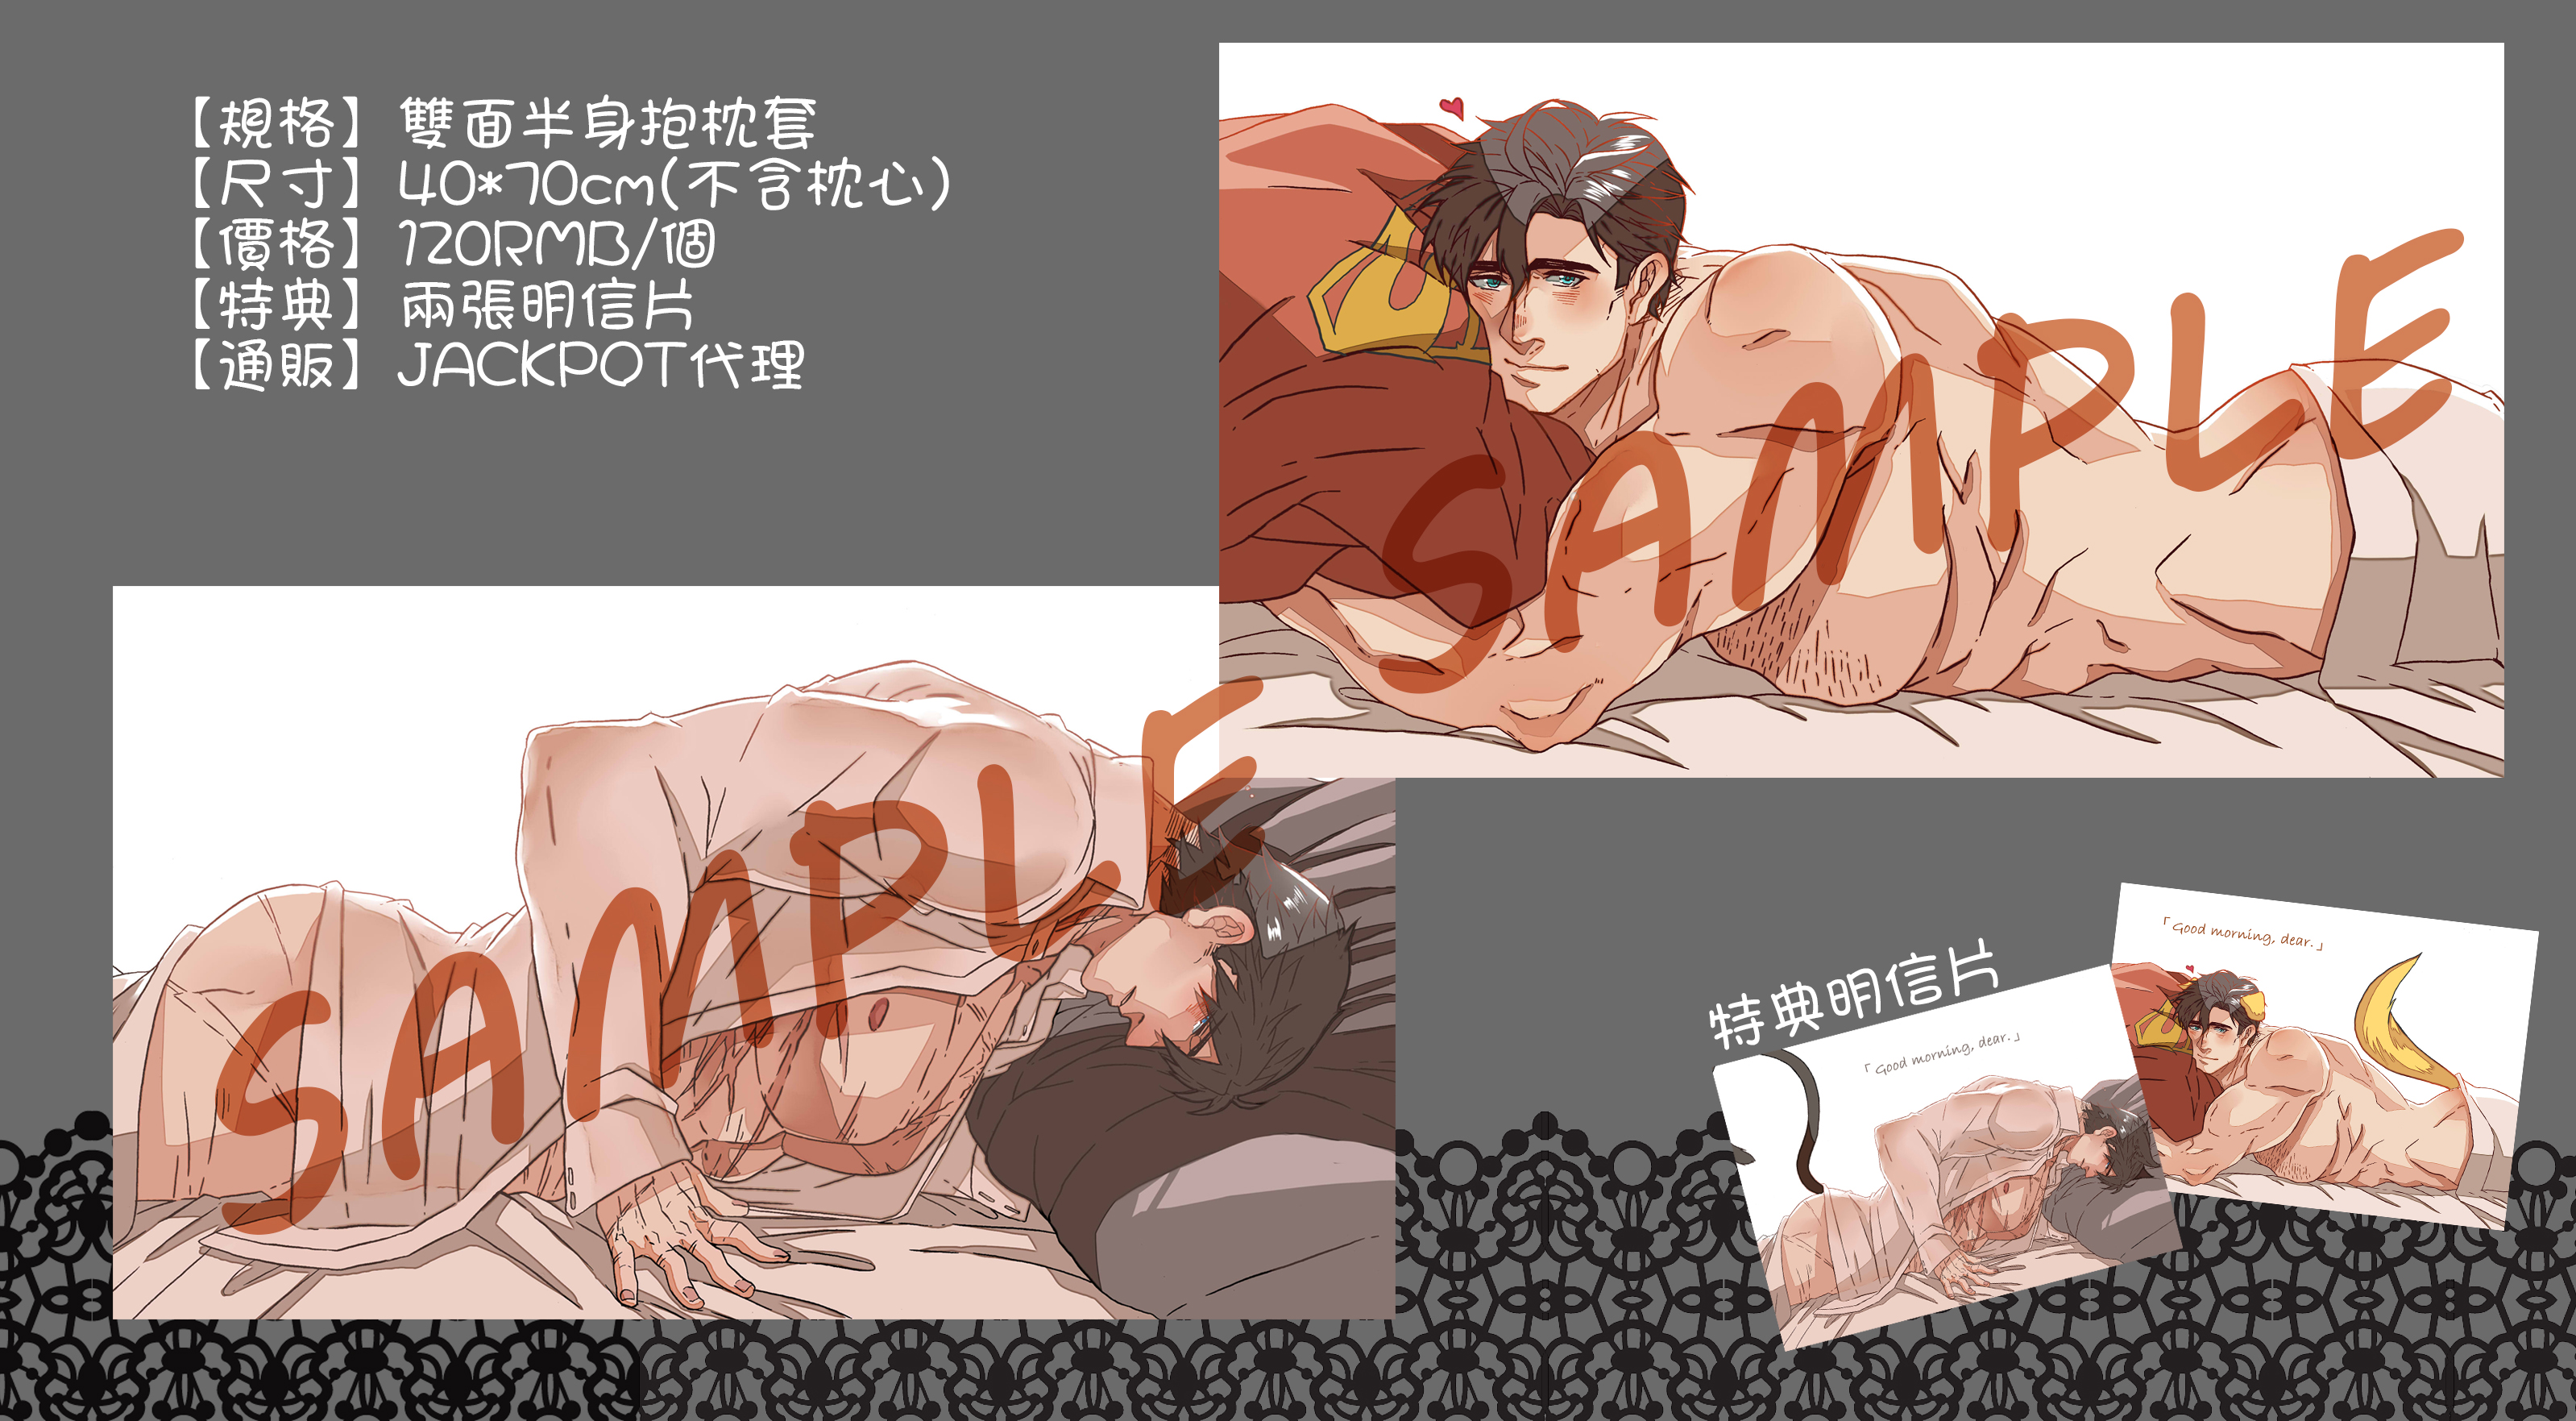 【規格】雙面半身抱枕套
【尺寸】40*70cm(不含枕心)
【價格】120RMB/個
【特典】兩張明信片
【通販】JACKPOT代理
SAMPLE
SAMPLE
特典明信片
「Good morning, dear.」
「Good morning, dear.」